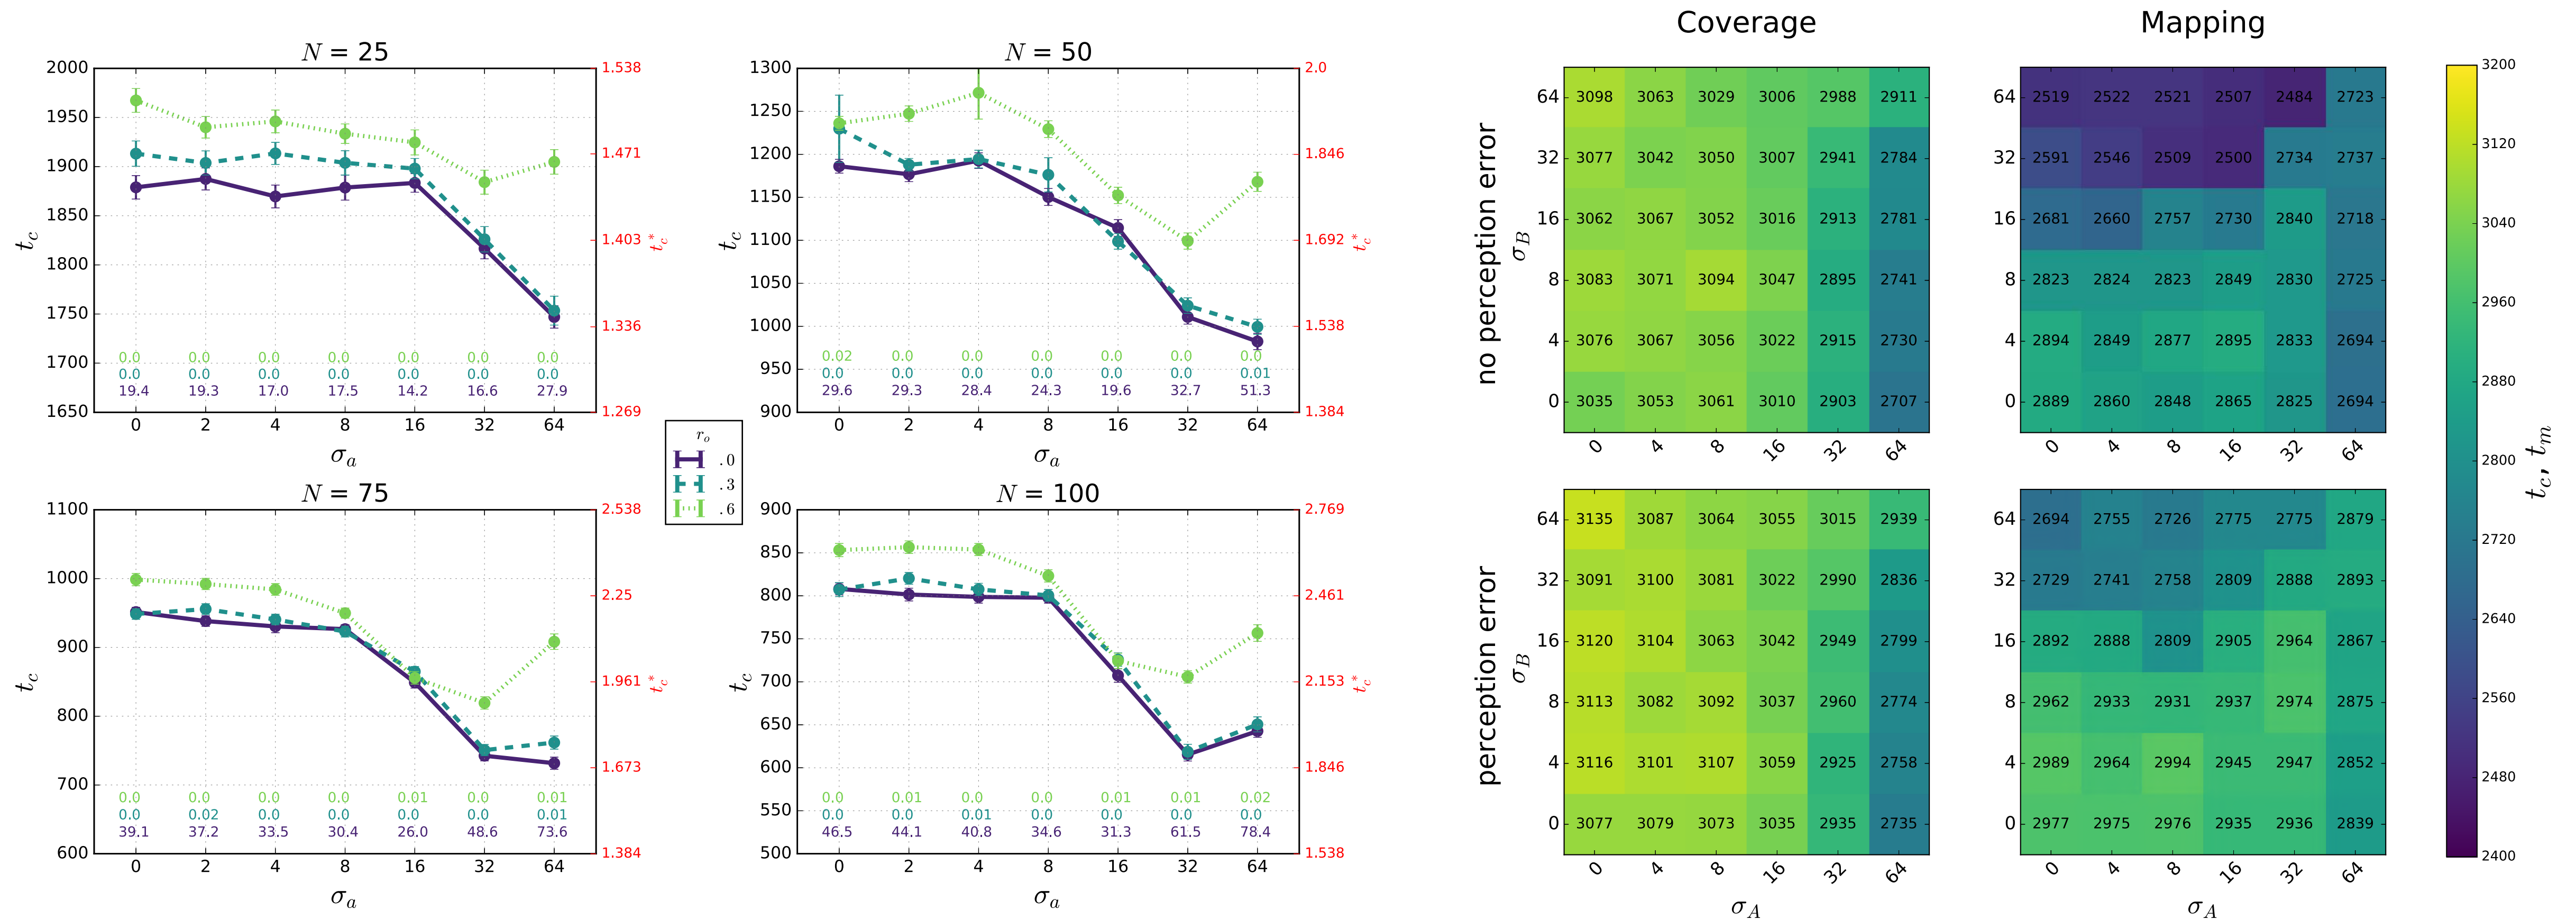 N = 25
2000
1950
1900
1850
1800
1750
1700
1650
t_c
1.538
1.471
1.403
1.336
1.269
t_c*
0.0 0.0 0.0 0.0 0.0 0.0 0.0
0.0 0.0 0.0 0.0 0.0 0.0 0.0
19.4 19.3 17.0 17.5 14.2 16.6 27.9
0 2 4 8 16 32 64
σ_a
N = 50
1300
1250
1200
1150
1100
1050
1000
950
900
t_c
2.0
1.846
1.692
1.538
1.384
t_c*
0.02 0.0 0.0 0.0 0.0 0.0 0.0
0.0 0.0 0.0 0.0 0.0 0.0 0.01
29.6 29.3 28.4 24.3 19.6 32.7 51.3
0 2 4 8 16 32 64
σ_a
r_o
.0
.3
.6
N = 75
1100
1000
900
800
700
600
t_c
2.538
2.25
1.961
1.673
1.384
t_c*
0.0 0.0 0.0 0.0 0.01 0.0 0.01
0.0 0.02 0.0 0.0 0.0 0.0 0.01
39.1 37.2 33.5 30.4 26.0 48.6 73.6
0 2 4 8 16 32 64
σ_a
N = 100
900
850
800
750
700
650
600
550
500
t_c
2.769
2.461
2.153
1.846
1.538
t_c*
0.0 0.01 0.0 0.0 0.01 0.01 0.02
0.0 0.0 0.01 0.0 0.0 0.0 0.0
46.5 44.1 40.8 34.6 31.3 61.5 78.4
0 2 4 8 16 32 64
σ_a
Coverage
no perception error
σ_B
64 3098 3063 3029 3006 2988 2911
32 3077 3042 3050 3007 2941 2784
16 3062 3067 3052 3016 2913 2781
8 3083 3071 3094 3047 2895 2741
4 3076 3067 3056 3022 2915 2730
0 3035 3053 3061 3010 2903 2707
0 4 8 16 32 64
Mapping
2519 2522 2521 2507 2484 2723
64
2591 2546 2509 2500 2734 2737
32
2681 2660 2757 2730 2840 2718
16
2823 2824 2823 2849 2830 2725
8
2894 2849 2877 2895 2833 2694
4
2889 2860 2848 2865 2825 2694
0
0 4 8 16 32 64
perception error
σ_B
64 3135 3087 3064 3055 3015 2939
32 3091 3100 3081 3022 2990 2836
16 3120 3104 3063 3042 2949 2799
8 3113 3082 3092 3037 2960 2774
4 3116 3101 3107 3059 2925 2758
0 3077 3079 3073 3035 2935 2735
0 4 8 16 32 64
σ_A
64 2694 2755 2726 2775 2775 2879
32 2729 2741 2758 2809 2888 2893
16 2892 2888 2809 2905 2964 2867
8 2962 2933 2931 2937 2974 2875
4 2989 2964 2994 2945 2947 2852
0 2977 2975 2976 2935 2936 2839
0 4 8 16 32 64
σ_A
3200
3120
3040
2960
2880
2800
2720
2640
2560
2480
2400
t_c, t_m